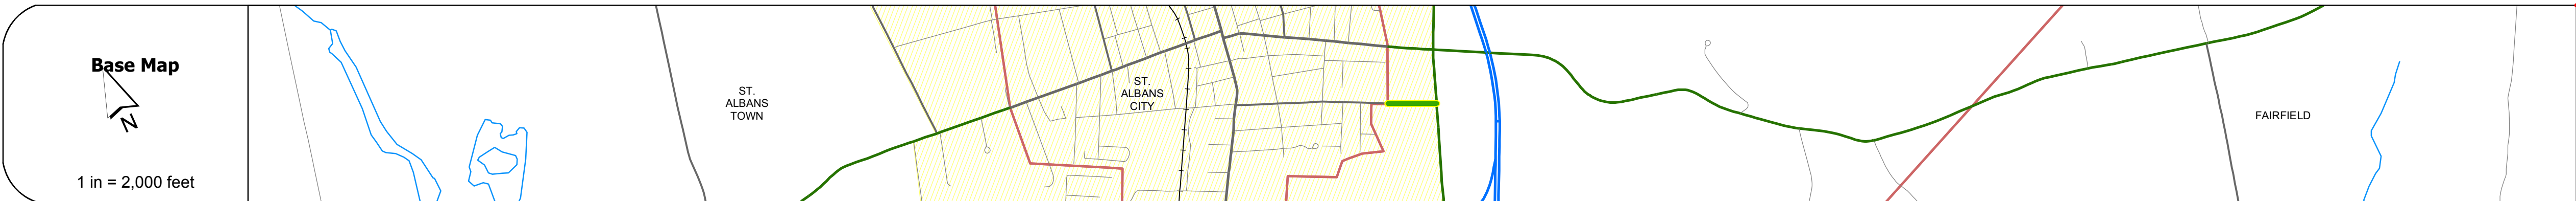 Base Map
N
1 in = 2,000 feet
ST.
ALBANS
TOWN
ST.
ALBANS
CITY
FAIRFIELD